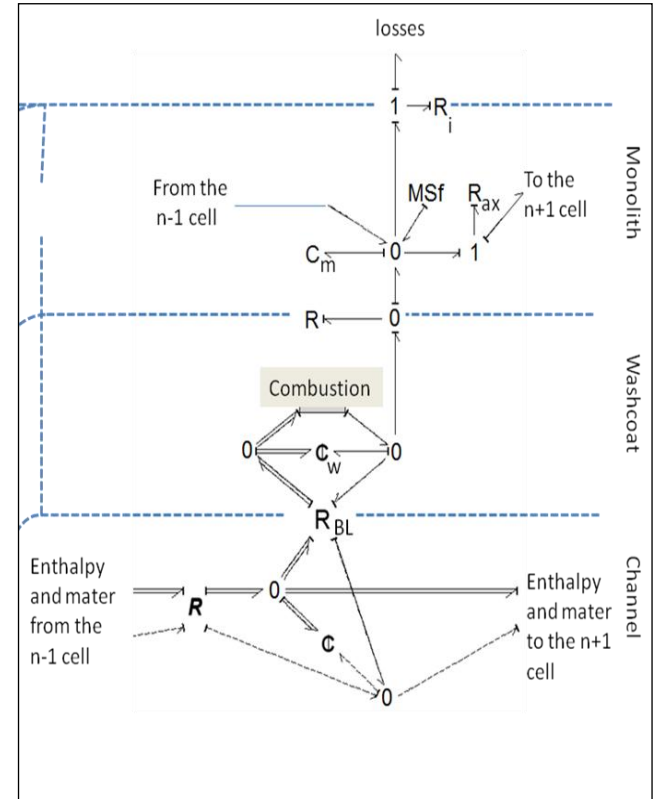 losses
1
R
i
Monolith
From the
n-1 cell
MSf
R
ax
To the
n+1 cell
C
m
0
1
R
0
Washcoat
Combustion
0
C
w
0
R
BL
Channel
Enthalpy
and mater
from the
n-1 cell
R
0
Enthalpy
and mater
to the n+1
cell
C
0